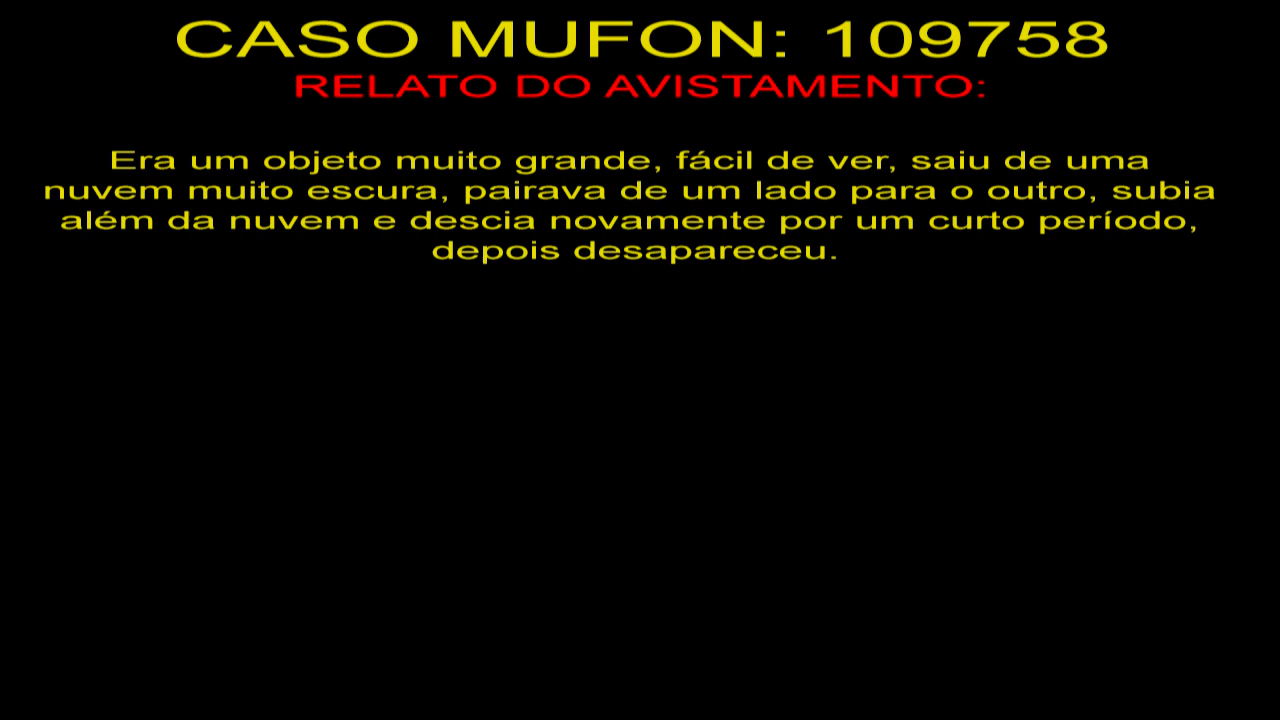 CASO MUFON: 109758
RELATO DO AVISTAMENTO:
Era um objeto muito grande, fácil de ver, saiu de uma
nuvem muito escura, pairava de um lado para o outro, subia
além da nuvem e descia novamente por um curto período,
depois desapareceu.